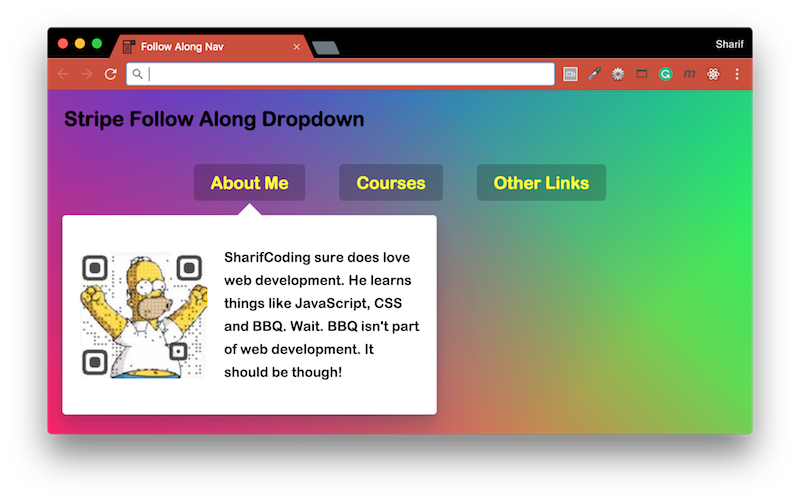 Follow Along Nav
Sharif
Cb
m
Stripe Follow Along Dropdown
About Me
Courses
Other Links
SharifCoding sure does love
web development. He learns
things like JavaScript, CSS
and BBQ. Wait. BBQ isn't part
of web development. It
should be though!